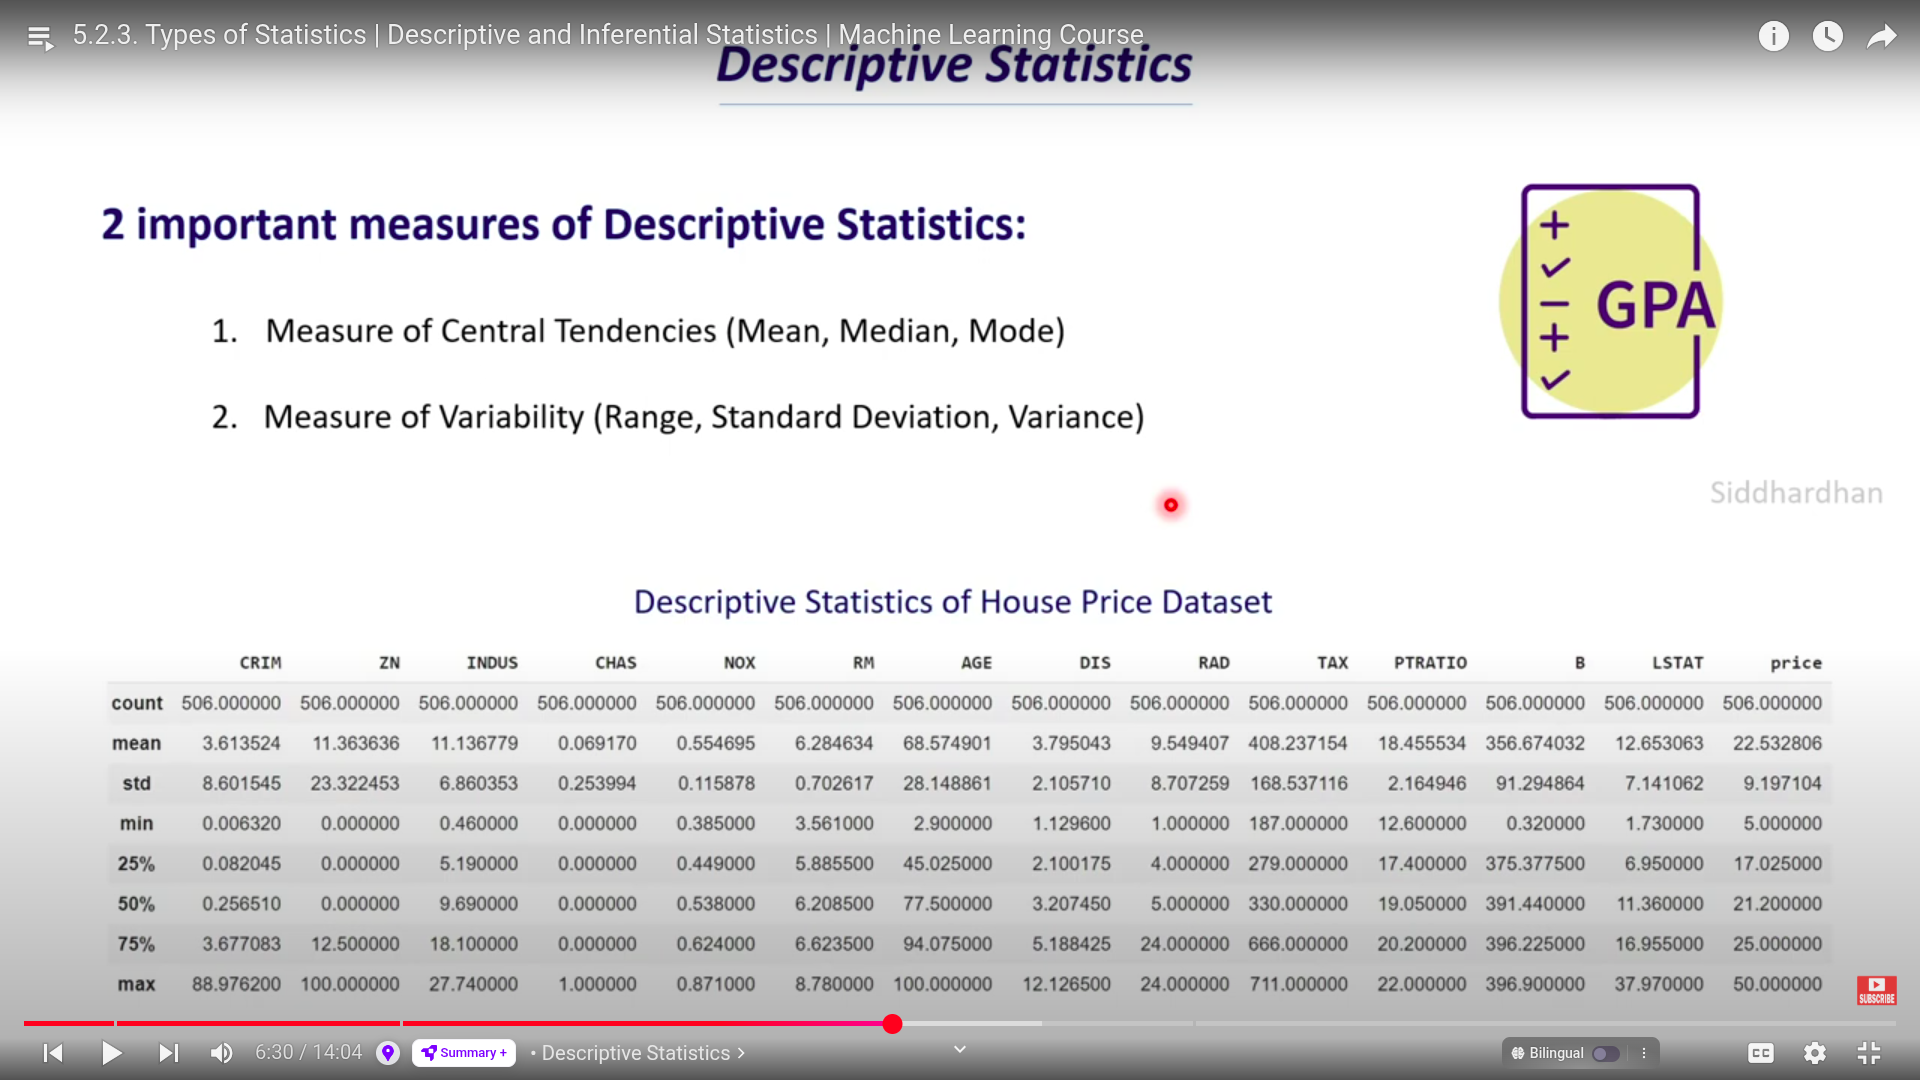 5.2.3. Types of Statistics | Descriptive and Inferential Statistics | Machine Learning Course
Descriptive Statistics
2 important measures of Descriptive Statistics:
1. Measure of Central Tendencies (Mean, Median, Mode)
2. Measure of Variability (Range, Standard Deviation, Variance)
GPA
Siddhardhan
Descriptive Statistics of House Price Dataset
CRIM ZN INDUS CHAS NOX RM AGE DIS RAD TAX PTRATIO B LSTAT price
count 506.000000 506.000000 506.000000 506.000000 506.000000 506.000000 506.000000 506.000000 506.000000 506.000000 506.000000 506.000000 506.000000 506.000000
mean 3.613524 11.363636 11.136779 0.069170 0.554695 6.284634 68.574901 3.795043 9.549407 408.237154 18.455534 356.674032 12.653063 22.532806
std 8.601545 23.322453 6.860353 0.253994 0.115878 0.702617 28.148861 2.105710 8.707259 168.537116 2.164946 91.294864 7.141062 9.197104
min 0.006320 0.000000 0.460000 0.000000 0.385000 3.561000 2.900000 1.129600 1.000000 187.000000 12.600000 0.320000 1.730000 5.000000
25% 0.082045 0.000000 5.190000 0.000000 0.449000 5.885500 45.025000 2.100175 4.000000 279.000000 17.400000 375.377500 6.950000 17.025000
50% 0.256510 0.000000 9.690000 0.000000 0.538000 6.208500 77.500000 3.207450 5.000000 330.000000 19.050000 391.440000 11.360000 21.200000
75% 3.677083 12.500000 18.100000 0.000000 0.624000 6.623500 94.075000 5.188425 24.000000 666.000000 20.200000 396.225000 16.955000 25.000000
max 88.976200 100.000000 27.740000 1.000000 0.871000 8.780000 100.000000 12.126500 24.000000 711.000000 22.000000 396.900000 37.970000 50.000000
SUBSCRIBE
6:30 / 14:04 Summary + • Descriptive Statistics Bilingual CC